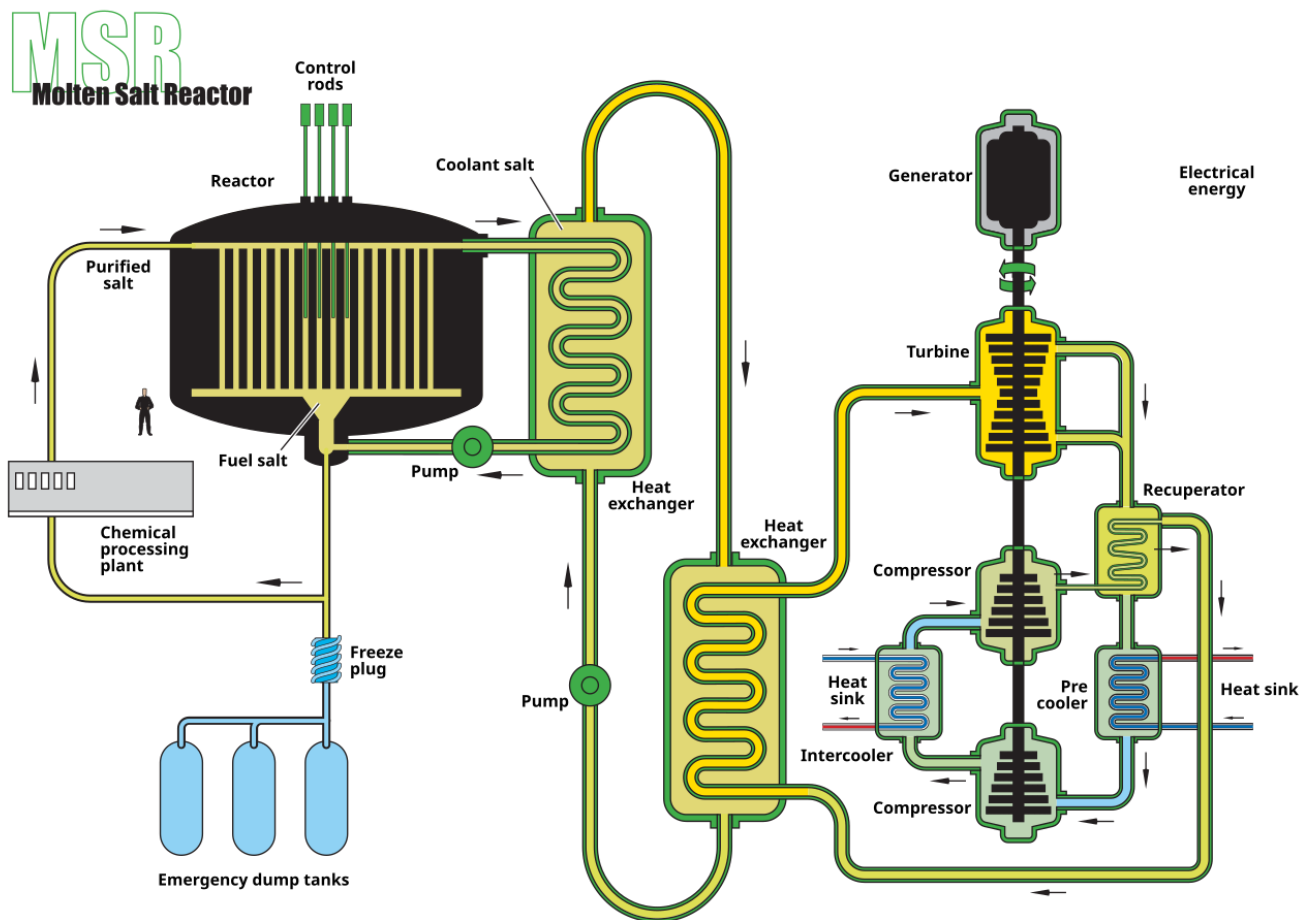 MSR
Molten Salt Reactor
Control
rods
Reactor
Coolant salt
Generator
Electrical
energy
Purified
salt
Turbine
Fuel salt
Pump
Heat
exchanger
Recuperator
Chemical
processing
plant
Heat
exchanger
Compressor
Freeze
plug
Pump
Heat
sink
Pre
cooler
Heat sink
Intercooler
Compressor
Emergency dump tanks